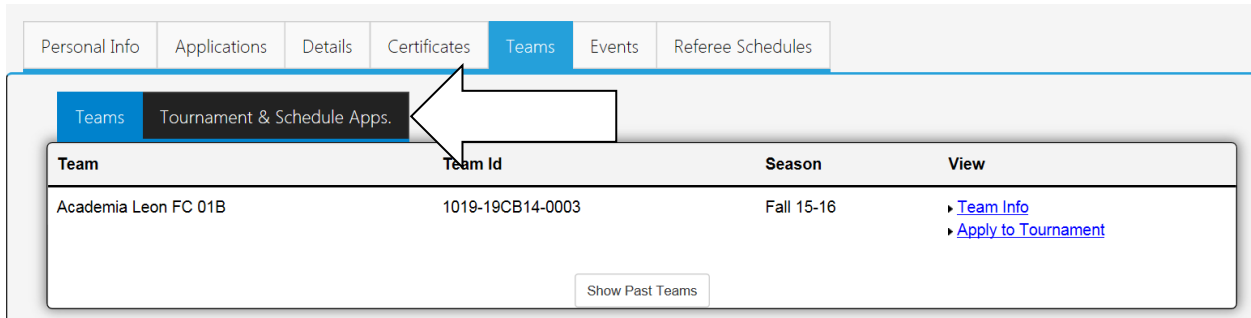 Personal Info Applications Details Certificates Teams Events Referee Schedules
Teams Tournament & Schedule Apps.
Team Team Id Season View
Academia Leon FC 01B 1019-19CB14-0003 Fall 15-16 Team Info
Apply to Tournament
Show Past Teams